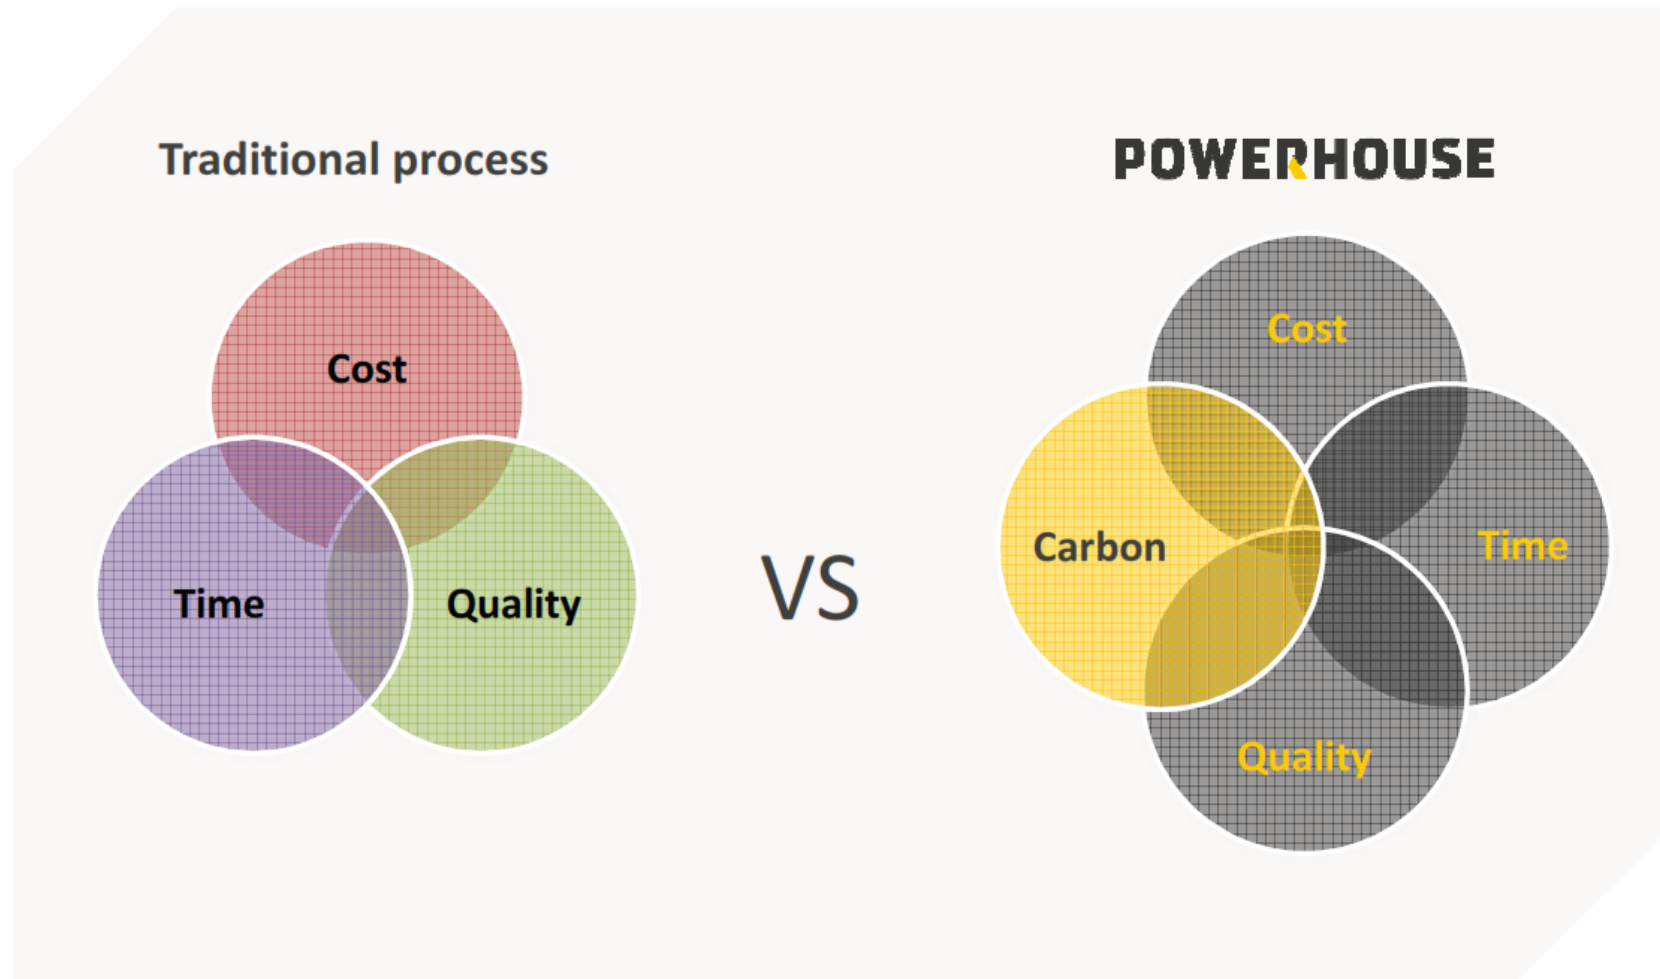 Traditional process
Cost
Time
Quality
VS
POWERHOUSE
Cost
Carbon
Time
Quality